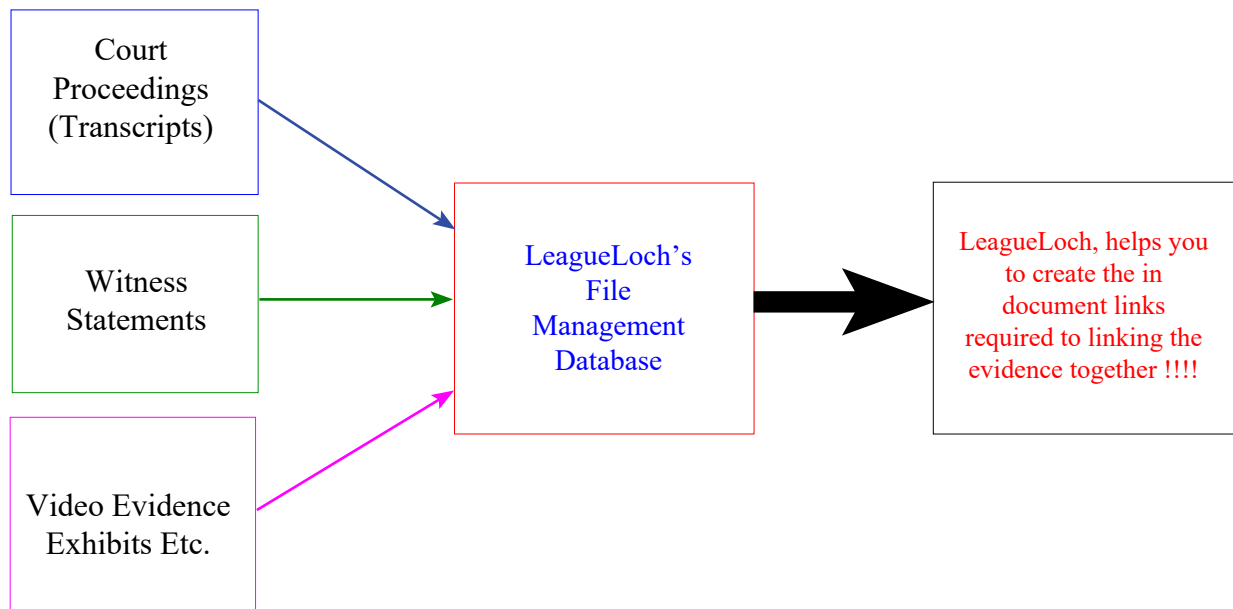 Court
Proceedings
(Transcripts)
Witness
Statements
Video Evidence
Exhibits Etc.
LeagueLoch’s
File
Management
Database
LeagueLoch, helps you
to create the in
document links
required to linking the
evidence together !!!!